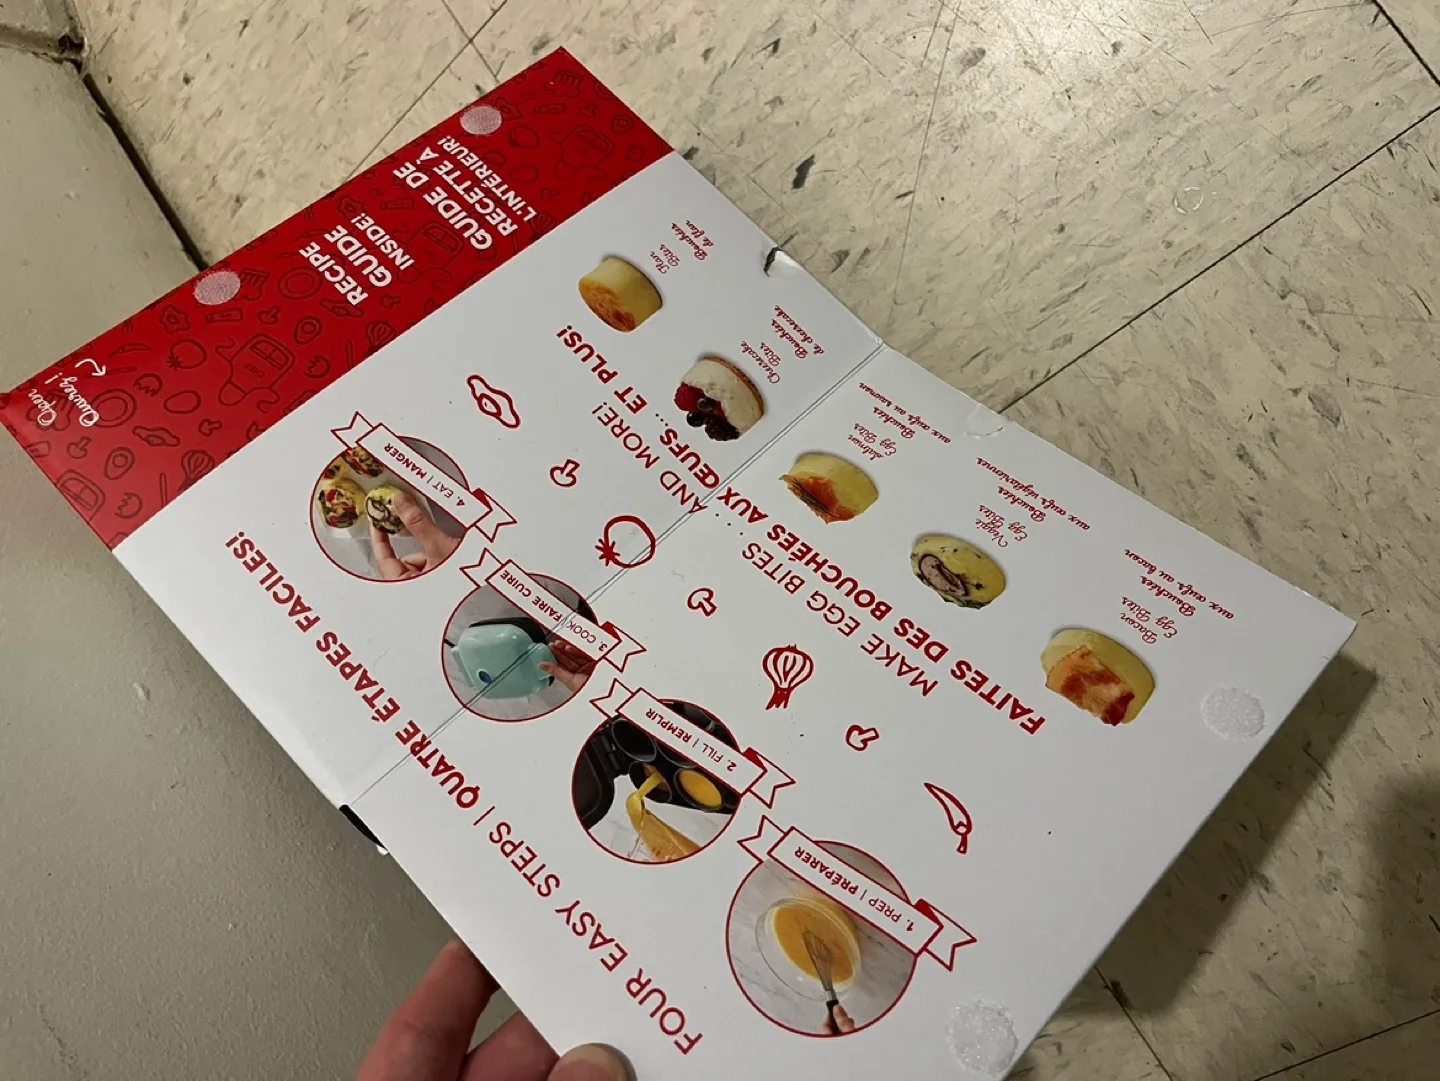 FOUR EASY STEPS | QUATRE ÉTAPES FACILES!
1. PREP | PRÉPARER
2. FILL | REMPLIR
3. COOK | FAIRE CUIRE
4. EAT | MANGER
MAKE EGG BITES... AND MORE!
FAITES DES BOUCHÉES AUX ŒUFS... ET PLUS!
Bacon
Egg Bites
Bouchées
aux œufs au bacon
Veggie
Egg Bites
Bouchées
aux œufs végétariennes
Salmon
Egg Bites
Bouchées
aux œufs au saumon
Cheesecake
Bites
Bouchées
de cheesecake
Flan
Bites
Bouchées
de flan
Open
Ouvrez!
RECIPE
GUIDE
INSIDE!
GUIDE DE
RECETTE À
L'INTÉRIEUR!